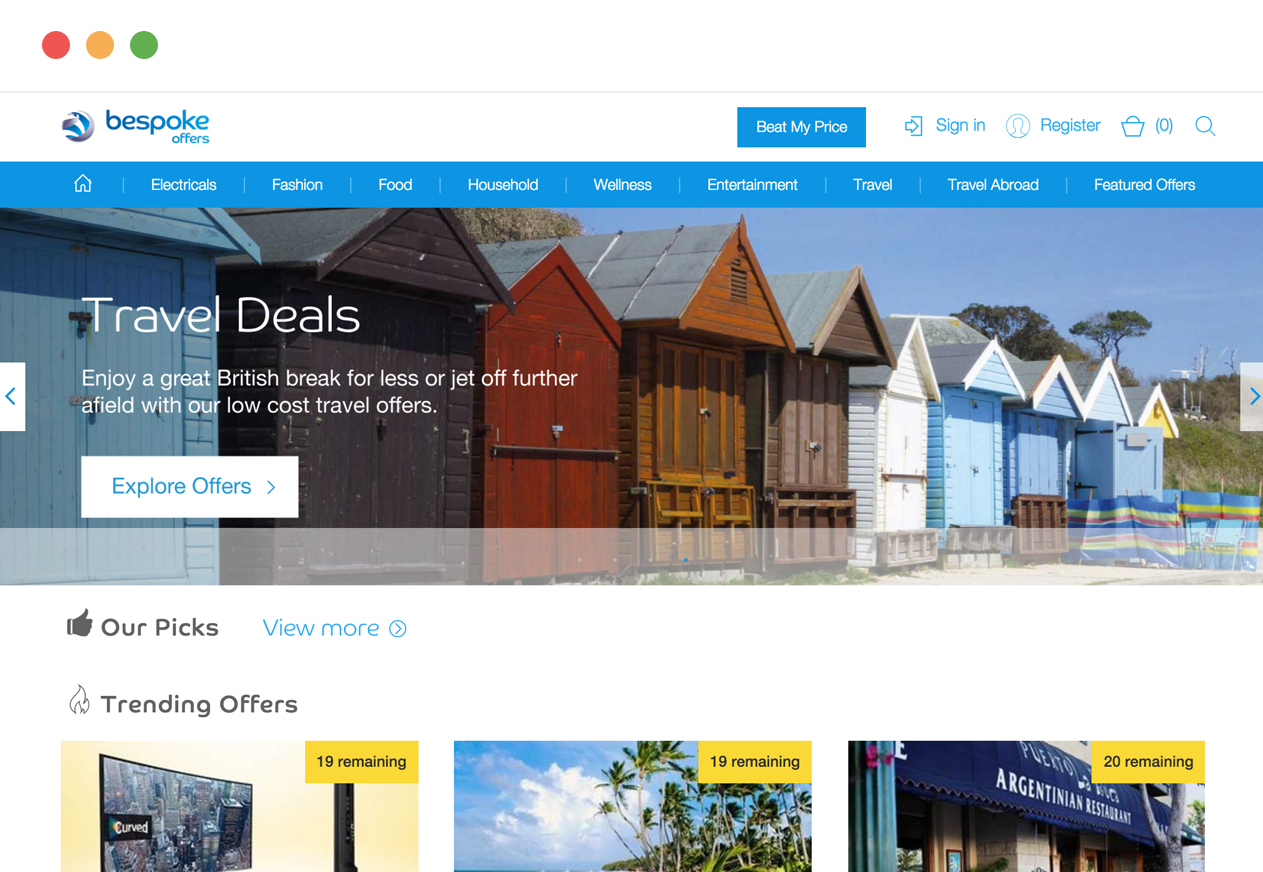 bespoke
offers
Beat My Price
Sign in
Register
(0)
Electricals
Fashion
Food
Household
Wellness
Entertainment
Travel
Travel Abroad
Featured Offers
Travel Deals
Enjoy a great British break for less or jet off further
afield with our low cost travel offers.
Explore Offers
Our Picks
View more
Trending Offers
19 remaining
Curved
19 remaining
20 remaining
PUERTO
ARGENTINIAN RESTAURANT